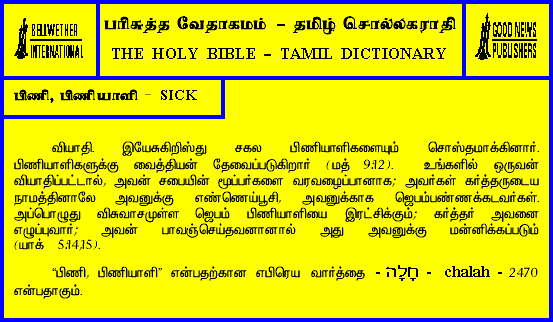 BELLWETHER
INTERNATIONAL
பரிசுத்த வேதாகமம் – தமிழ் சொல்லகராதி
THE HOLY BIBLE – TAMIL DICTIONARY
GOOD NEWS
PUBLISHERS
பிணி, பிணியாளி – SICK
வியாதி. இயேசுகிறிஸ்து சகல பிணியாளிகளையும் சொஸ்தமாக்கினார்.
பிணியாளிகளுக்கு வைத்தியன் தேவைப்படுகிறார் (மத் 9:12). உங்களில் ஒருவன்
வியாதிப்பட்டால், அவன் சபையின் மூப்பர்களை வரவழைப்பானாக; அவர்கள் கர்த்தருடைய
நாமத்தினாலே அவனுக்கு எண்ணெய்பூசி, அவனுக்காக ஜெபம்பண்ணக்கடவர்கள்.
அப்பொழுது விசுவாசமுள்ள ஜெபம் பிணியாளியை இரட்சிக்கும்; கர்த்தர் அவனை
எழுப்புவார்; அவன் பாவஞ்செய்தவனானால் அது அவனுக்கு மன்னிக்கப்படும்
(யாக் 5:14,15).
“பிணி, பிணியாளி” என்பதற்கான எபிரெய வார்த்தை - חָלָה - chalah - 2470
என்பதாகும்.